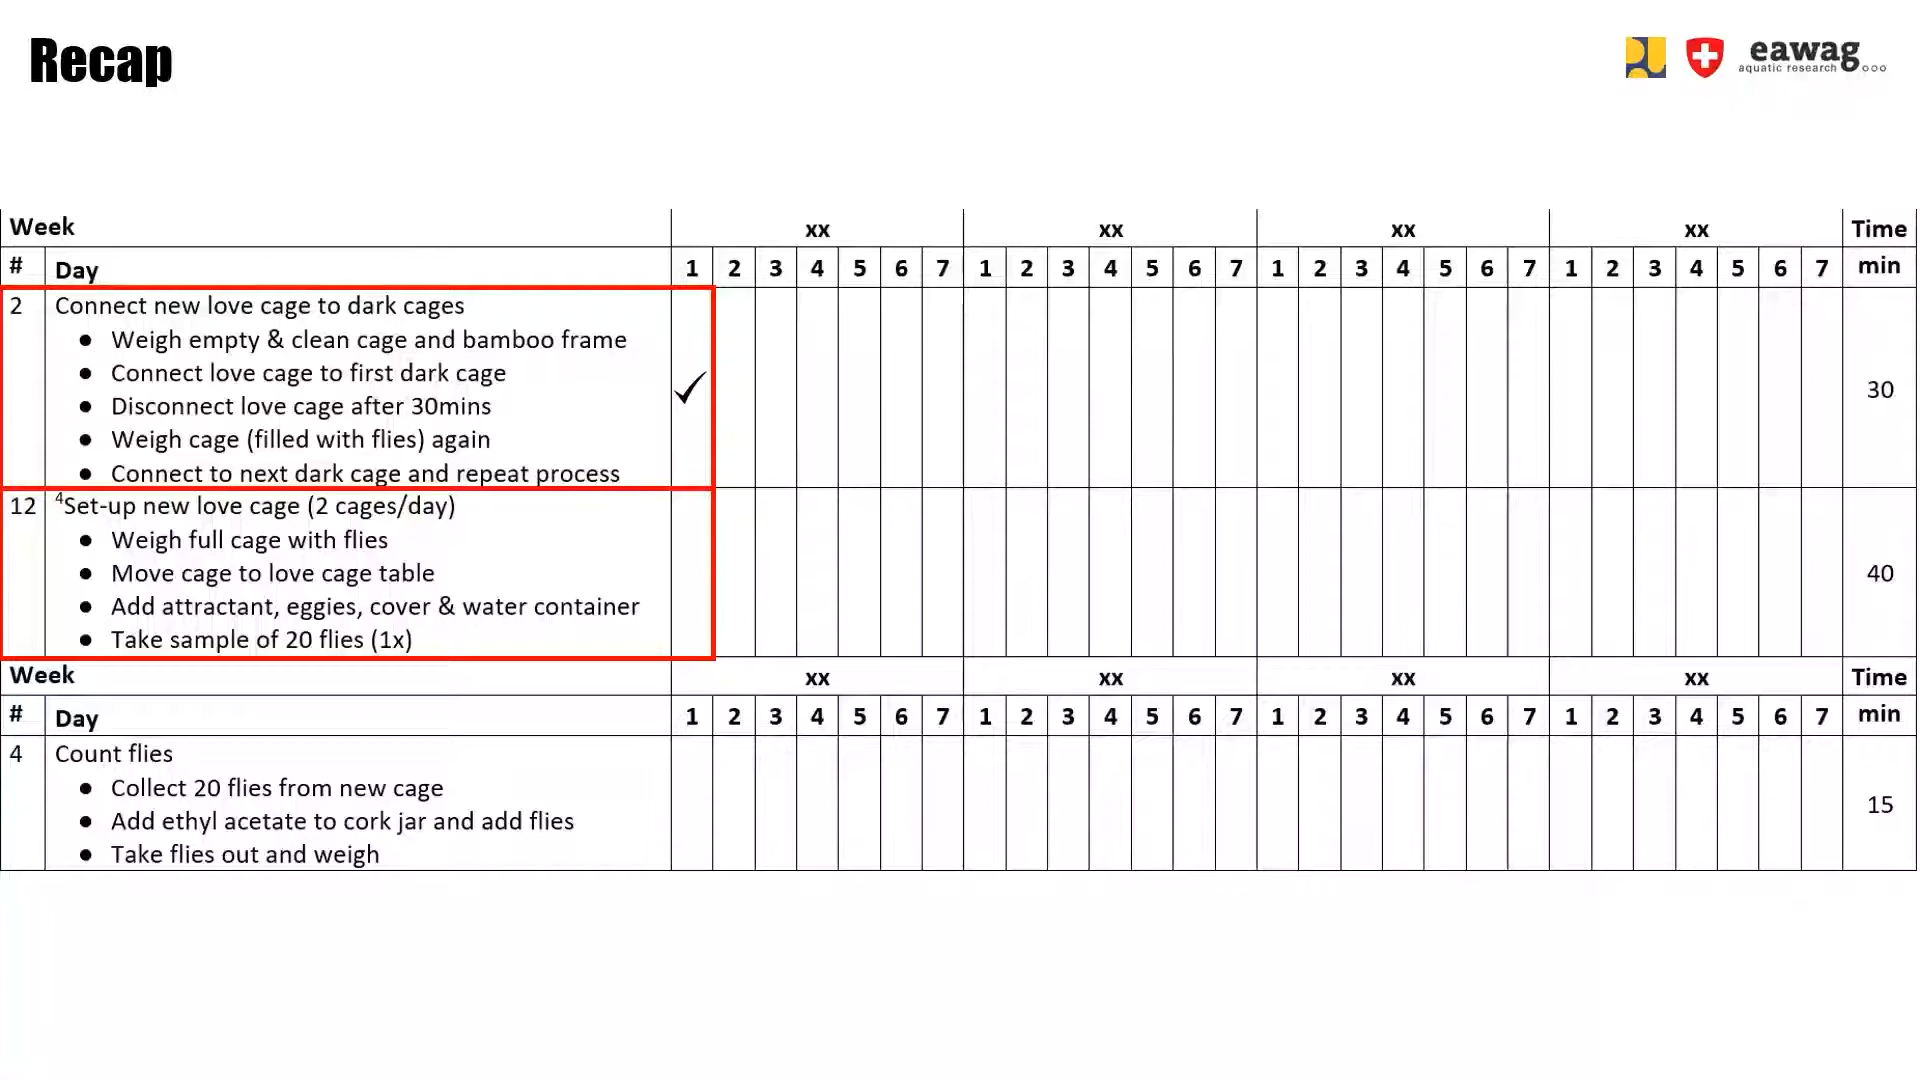 Recap
eawag
aquatic research
Week xx xx xx xx Time
# Day 1 2 3 4 5 6 7 1 2 3 4 5 6 7 1 2 3 4 5 6 7 1 2 3 4 5 6 7 min
2 Connect new love cage to dark cages
● Weigh empty & clean cage and bamboo frame
● Connect love cage to first dark cage
● Disconnect love cage after 30mins
● Weigh cage (filled with flies) again
● Connect to next dark cage and repeat process
✓ 30
12 ⁴Set-up new love cage (2 cages/day)
● Weigh full cage with flies
● Move cage to love cage table
● Add attractant, eggies, cover & water container
● Take sample of 20 flies (1x)
40
Week xx xx xx xx Time
# Day 1 2 3 4 5 6 7 1 2 3 4 5 6 7 1 2 3 4 5 6 7 1 2 3 4 5 6 7 min
4 Count flies
● Collect 20 flies from new cage
● Add ethyl acetate to cork jar and add flies
● Take flies out and weigh
15